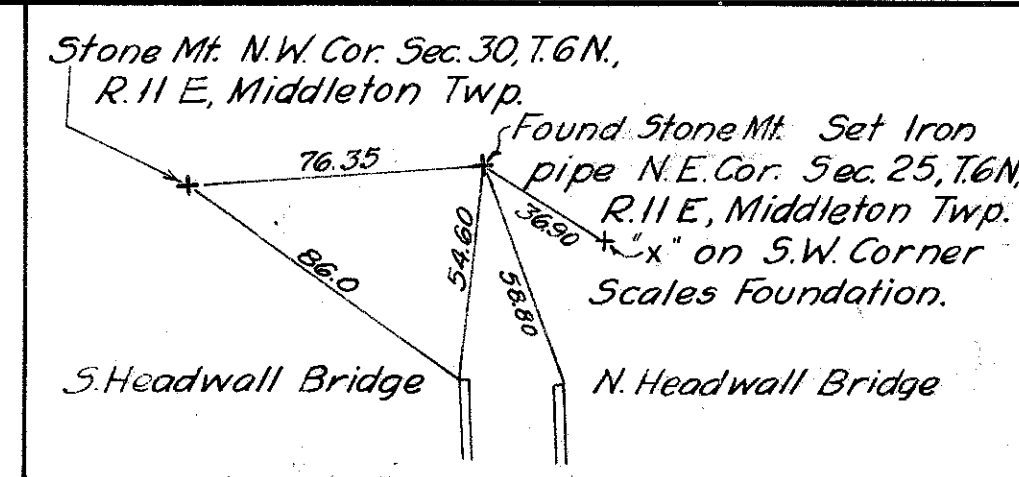 Stone Mt. N.W. Cor. Sec. 30, T.6N.,
R. 11 E, Middleton Twp.
Found Stone Mt. Set Iron
pipe N.E. Cor. Sec. 25, T.6N,
R. 11 E, Middleton Twp.
"x" on S.W. Corner
Scales Foundation.
76.35
36.90
54.60
58.80
86.0
S. Headwall Bridge
N. Headwall Bridge